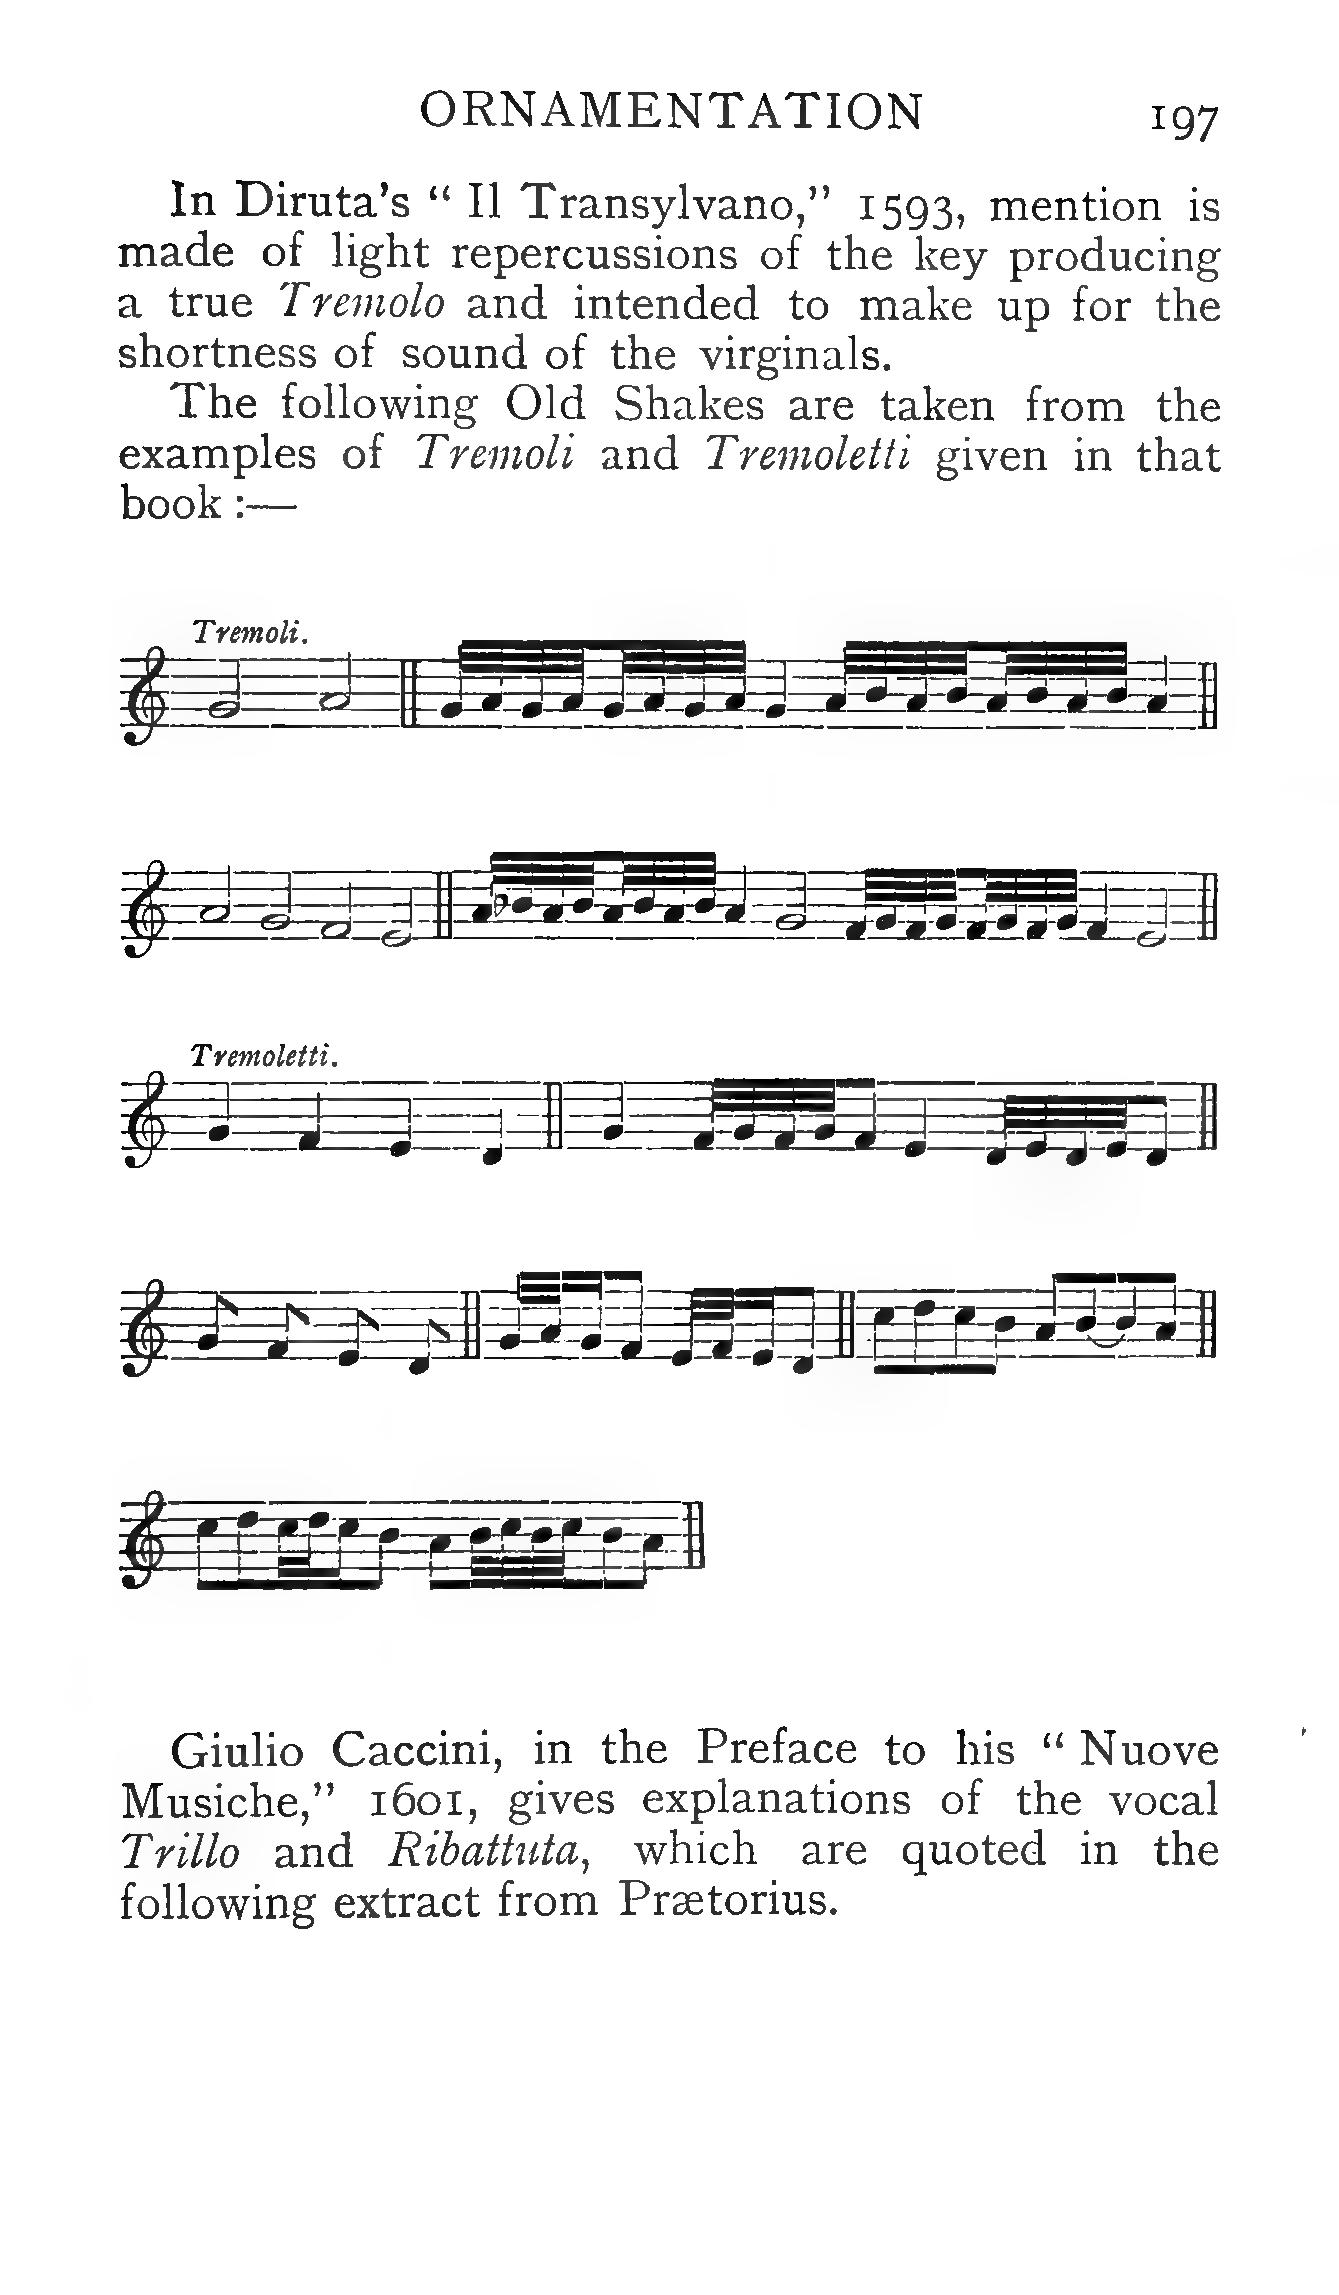 ORNAMENTATION 197
In Diruta's “ Il Transylvano,” 1593, mention is
made of light repercussions of the key producing
a true Tremolo and intended to make up for the
shortness of sound of the virginals.
The following Old Shakes are taken from the
examples of Tremoli and Tremoletti given in that
book :—
Tremoli.
Tremoletti.
Giulio Caccini, in the Preface to his “ Nuove
Musiche,” 1601, gives explanations of the vocal
Trillo and Ribattuta, which are quoted in the
following extract from Prætorius.